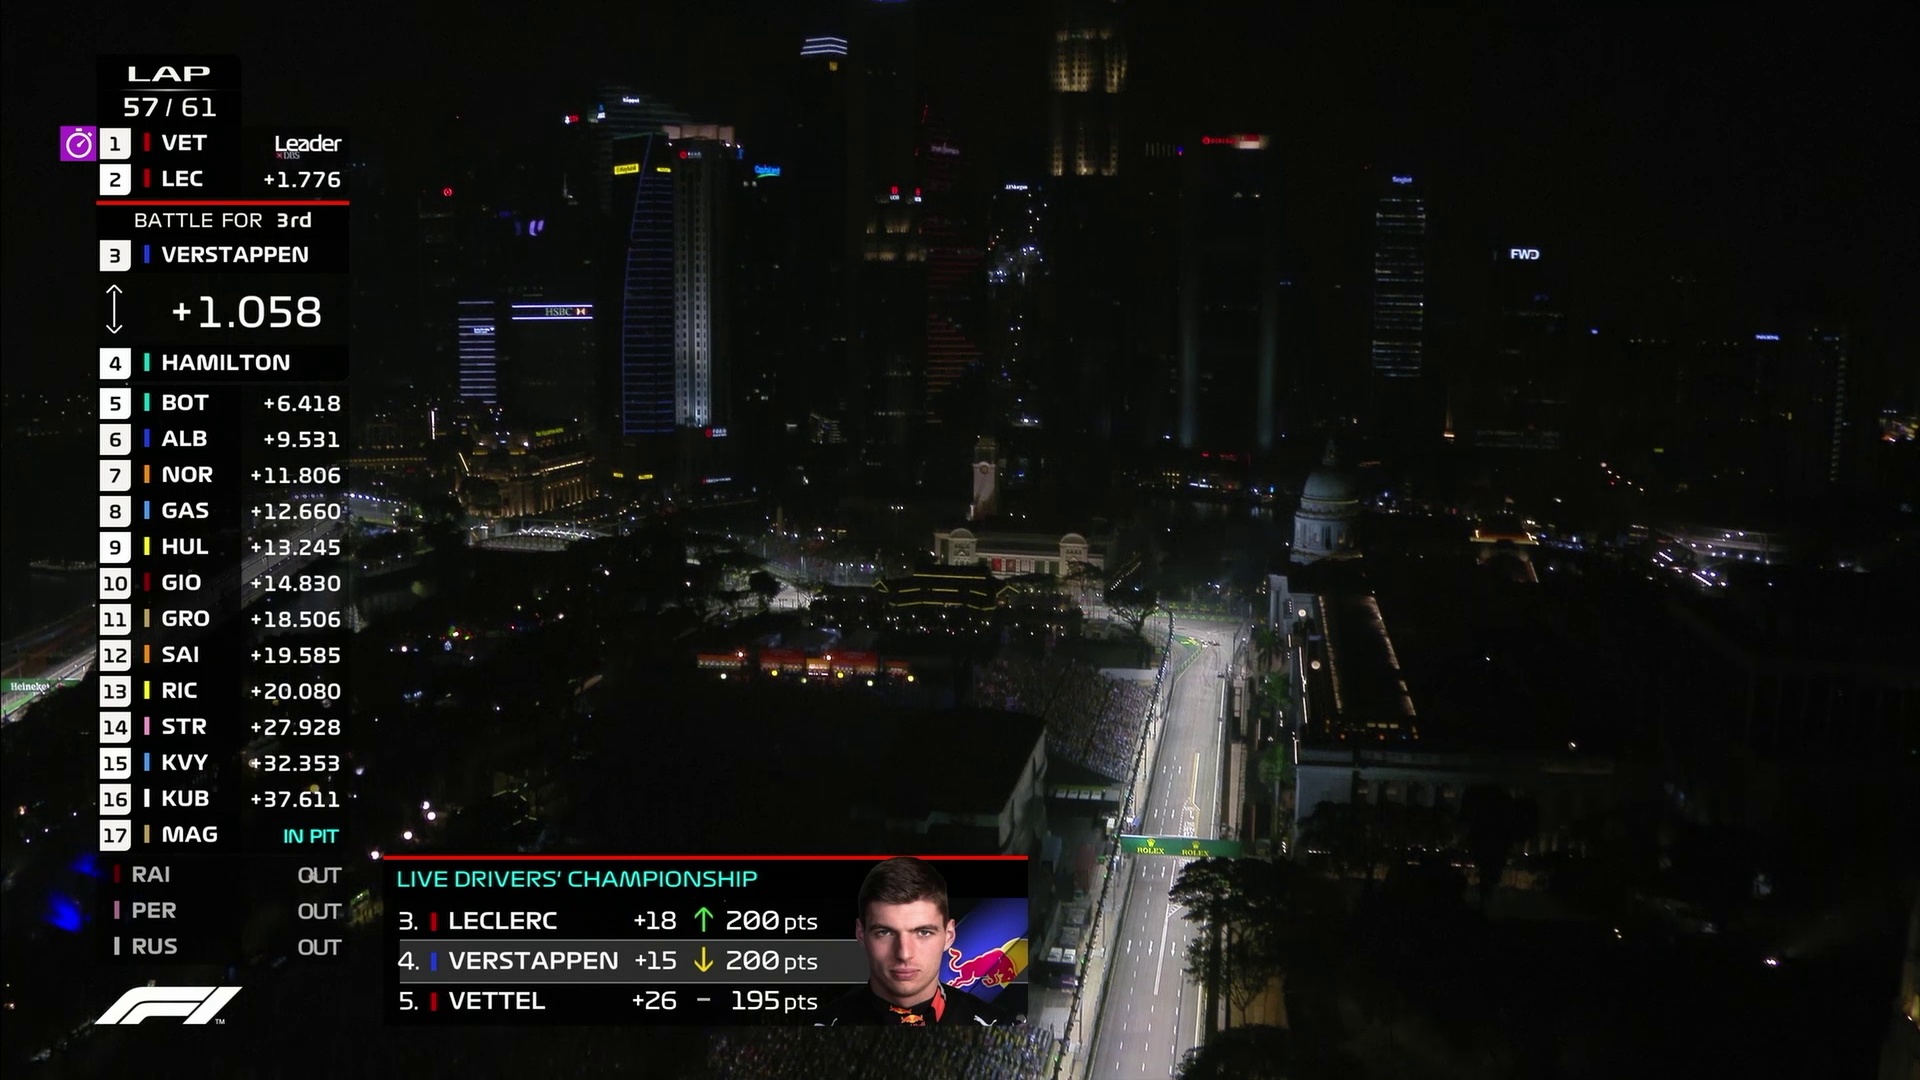 LAP
57/61
1 VET Leader
DBS
2 LEC +1.776
BATTLE FOR 3rd
3 VERSTAPPEN
+1.058
4 HAMILTON
5 BOT +6.418
6 ALB +9.531
7 NOR +11.806
8 GAS +12.660
9 HUL +13.245
10 GIO +14.830
11 GRO +18.506
12 SAI +19.585
13 RIC +20.080
14 STR +27.928
15 KVY +32.353
16 KUB +37.611
17 MAG IN PIT
RAI OUT
PER OUT
RUS OUT
F1 TM
LIVE DRIVERS' CHAMPIONSHIP
3. LECLERC +18 ↑ 200 pts
4. VERSTAPPEN +15 ↓ 200 pts
5. VETTEL +26 – 195 pts
HSBC
FWD
CapitaLand
Maybank
Heineken
ROLEX ROLEX